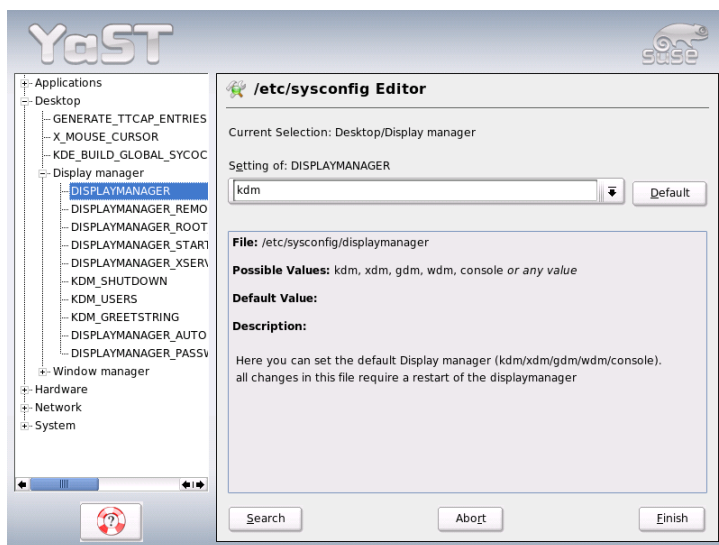 YaST
SUSE
Applications
Desktop
GENERATE_TTCAP_ENTRIES
X_MOUSE_CURSOR
KDE_BUILD_GLOBAL_SYCOC
Display manager
DISPLAYMANAGER
DISPLAYMANAGER_REMO
DISPLAYMANAGER_ROOT
DISPLAYMANAGER_START
DISPLAYMANAGER_XSERV
KDM_SHUTDOWN
KDM_USERS
KDM_GREETSTRING
DISPLAYMANAGER_AUTO
DISPLAYMANAGER_PASSW
Window manager
Hardware
Network
System
/etc/sysconfig Editor
Current Selection: Desktop/Display manager
Setting of: DISPLAYMANAGER
kdm
Default
File: /etc/sysconfig/displaymanager
Possible Values: kdm, xdm, gdm, wdm, console or any value
Default Value:
Description:
Here you can set the default Display manager (kdm/xdm/gdm/wdm/console).
all changes in this file require a restart of the displaymanager
Search
Abort
Finish